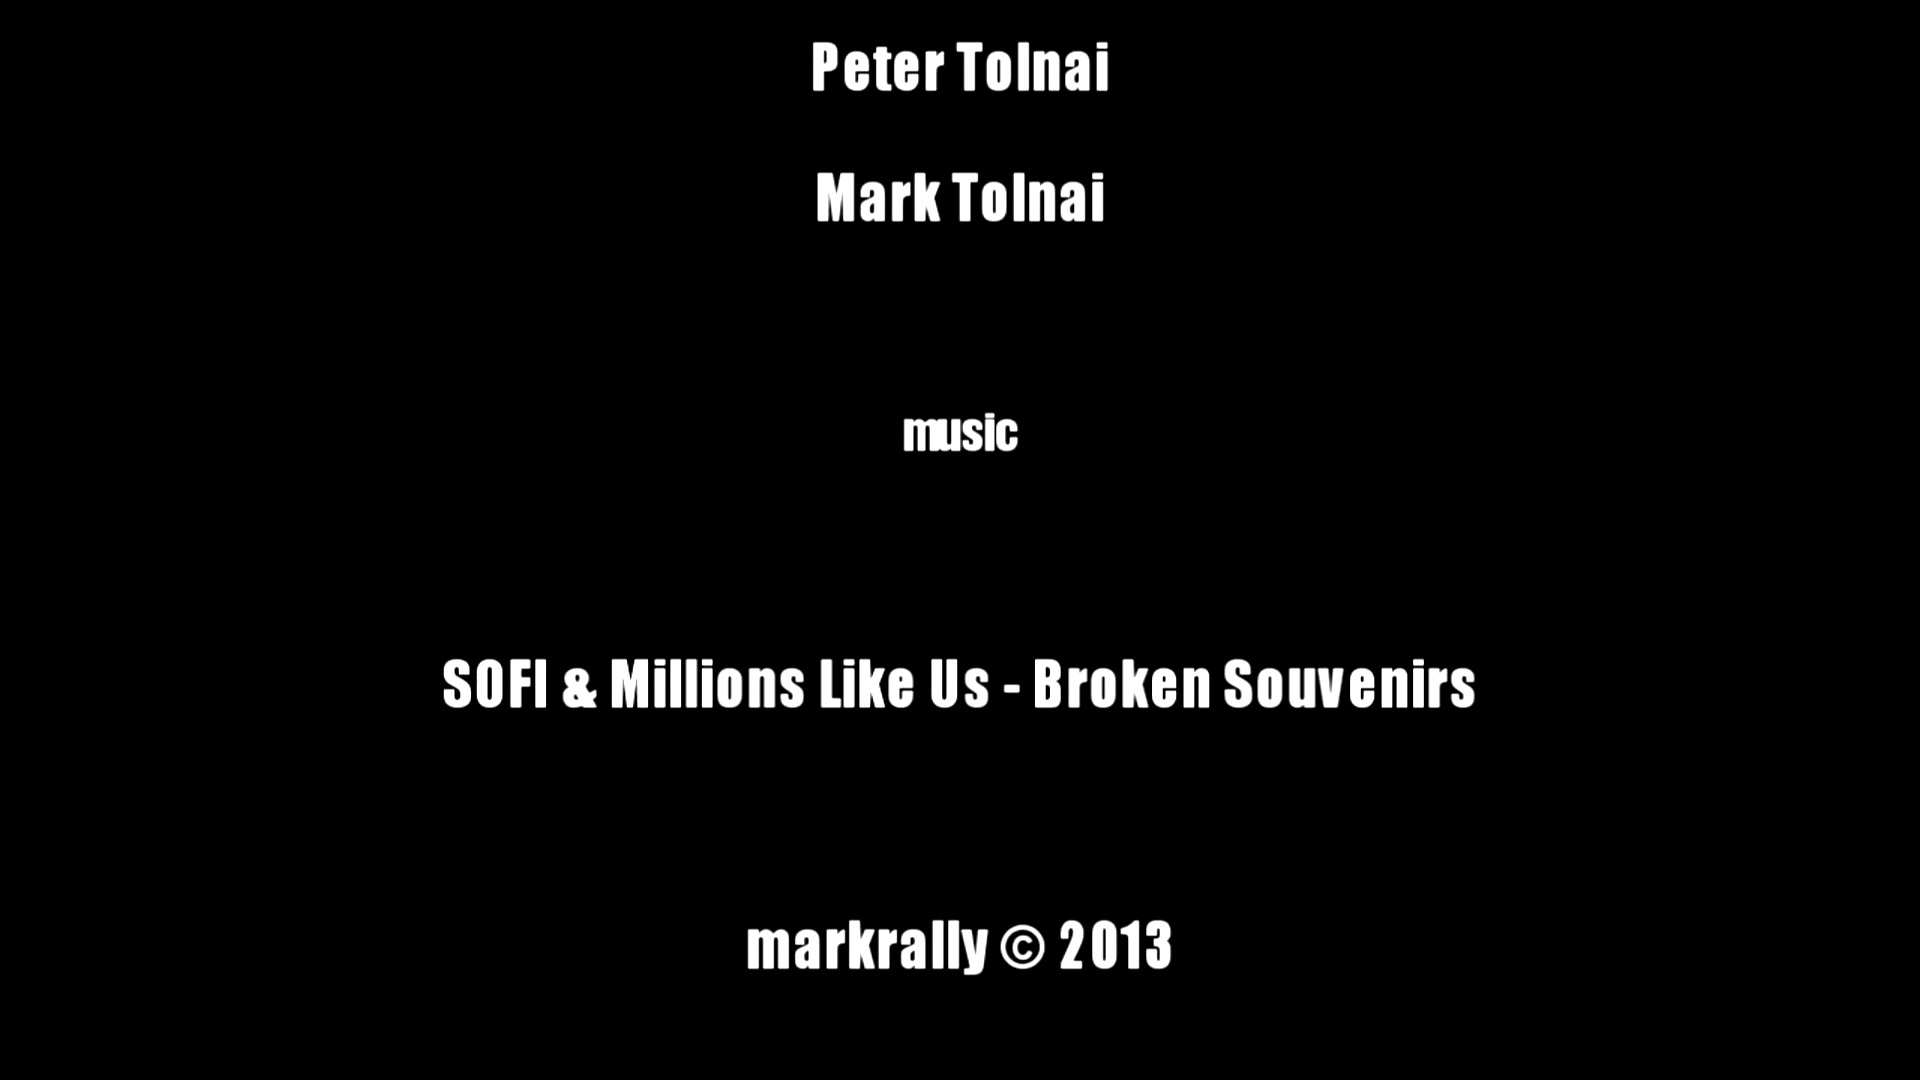 Peter Tolnai
Mark Tolnai
music
SOFI & Millions Like Us - Broken Souvenirs
markrally © 2013